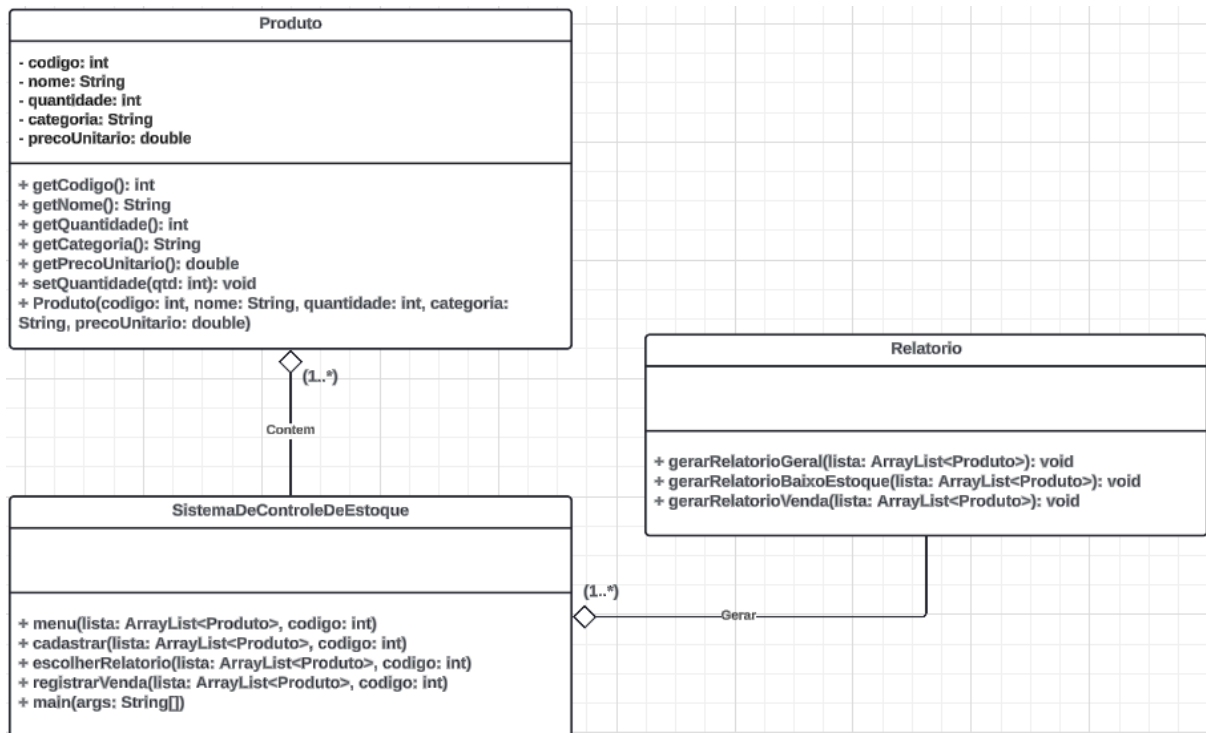 Produto
- codigo: int
- nome: String
- quantidade: int
- categoria: String
- precoUnitario: double
+ getCodigo(): int
+ getNome(): String
+ getQuantidade(): int
+ getCategoria(): String
+ getPrecoUnitario(): double
+ setQuantidade(qtd: int): void
+ Produto(codigo: int, nome: String, quantidade: int, categoria:
String, precoUnitario: double)
(1..*)
Contem
SistemaDeControleDeEstoque
+ menu(lista: ArrayList<Produto>, codigo: int)
+ cadastrar(lista: ArrayList<Produto>, codigo: int)
+ escolherRelatorio(lista: ArrayList<Produto>, codigo: int)
+ registrarVenda(lista: ArrayList<Produto>, codigo: int)
+ main(args: String[])
(1..*)
Gerar
Relatorio
+ gerarRelatorioGeral(lista: ArrayList<Produto>): void
+ gerarRelatorioBaixoEstoque(lista: ArrayList<Produto>): void
+ gerarRelatorioVenda(lista: ArrayList<Produto>): void